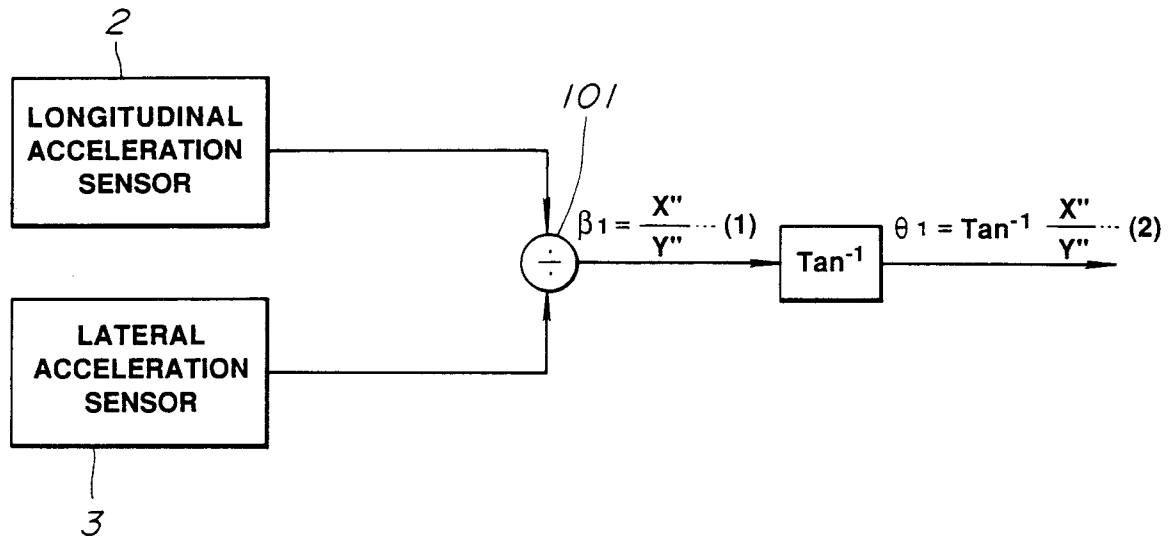 2
LONGITUDINAL
ACCELERATION
SENSOR
101
÷
β1 = X"/Y" ··· (1)
Tan⁻¹
θ1 = Tan⁻¹ X"/Y" ··· (2)
LATERAL
ACCELERATION
SENSOR
3